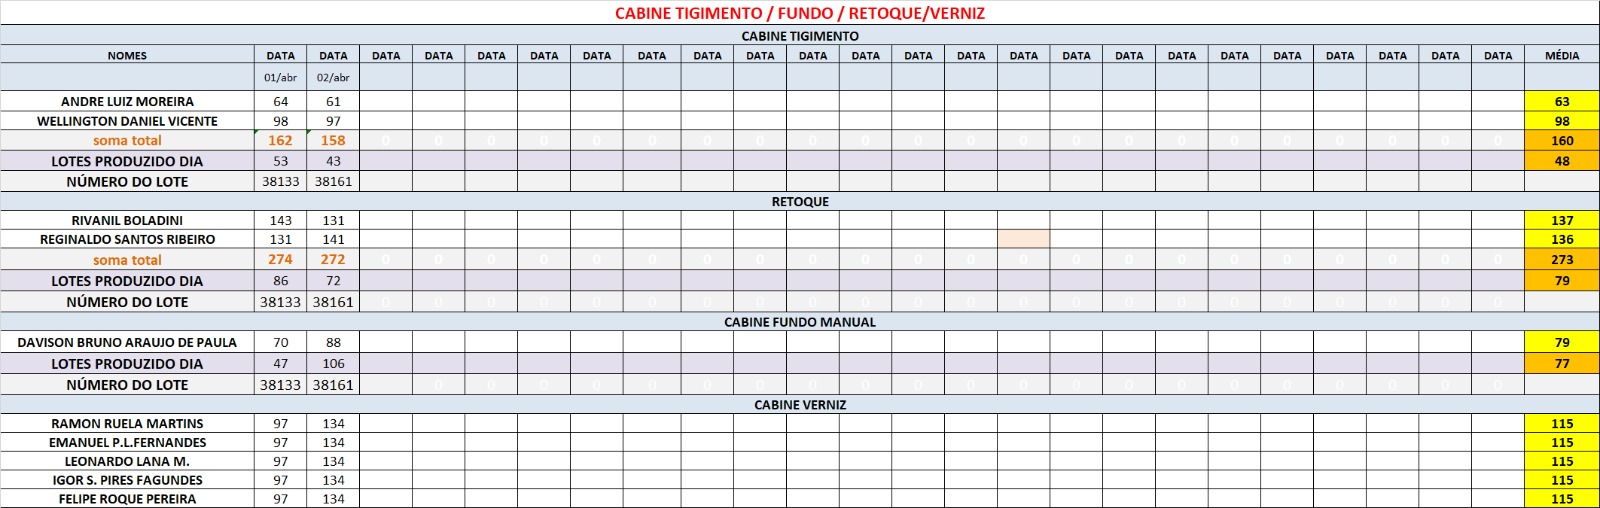 CABINE TIGIMENTO / FUNDO / RETOQUE/VERNIZ
CABINE TIGIMENTO
NOMES DATA DATA DATA DATA DATA DATA DATA DATA DATA DATA DATA DATA DATA DATA DATA DATA DATA DATA DATA DATA DATA DATA DATA DATA MÉDIA
01/abr 02/abr
ANDRE LUIZ MOREIRA 64 61 63
WELLINGTON DANIEL VICENTE 98 97 98
soma total 162 158 0 0 0 0 0 0 0 0 0 0 0 0 0 0 0 0 0 0 0 0 0 0 160
LOTES PRODUZIDO DIA 53 43 48
NÚMERO DO LOTE 38133 38161
RETOQUE
RIVANIL BOLADINI 143 131 137
REGINALDO SANTOS RIBEIRO 131 141 136
soma total 274 272 0 0 0 0 0 0 0 0 0 0 0 0 0 0 0 0 0 0 0 0 0 0 273
LOTES PRODUZIDO DIA 86 72 79
NÚMERO DO LOTE 38133 38161 0 0 0 0 0 0 0 0 0 0 0 0 0 0 0 0 0 0 0 0 0 0
CABINE FUNDO MANUAL
DAVISON BRUNO ARAUJO DE PAULA 70 88 79
LOTES PRODUZIDO DIA 47 106 77
NÚMERO DO LOTE 38133 38161 0 0 0 0 0 0 0 0 0 0 0 0 0 0 0 0 0 0 0 0 0
CABINE VERNIZ
RAMON RUELA MARTINS 97 134 115
EMANUEL P.L.FERNANDES 97 134 115
LEONARDO LANA M. 97 134 115
IGOR S. PIRES FAGUNDES 97 134 115
FELIPE ROQUE PEREIRA 97 134 115